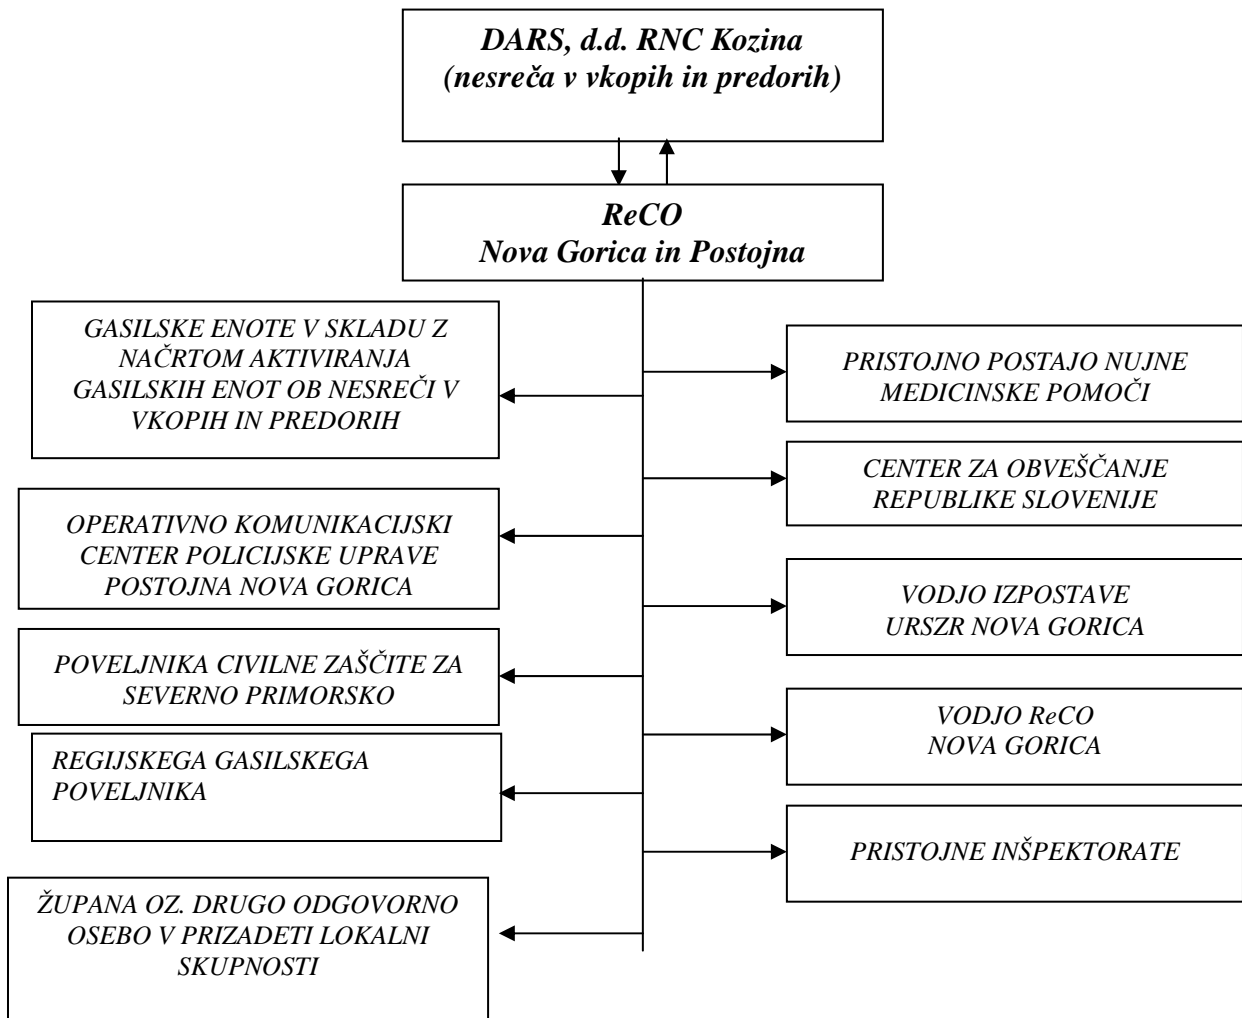 DARS, d.d. RNC Kozina
(nesreča v vkopih in predorih)
ReCO
Nova Gorica in Postojna
GASILSKE ENOTE V SKLADU Z
NAČRTOM AKTIVIRANJA
GASILSKIH ENOT OB NESREČI V
VKOPIH IN PREDORIH
OPERATIVNO KOMUNIKACIJSKI
CENTER POLICIJSKE UPRAVE
POSTOJNA NOVA GORICA
POVELJNIKA CIVILNE ZAŠČITE ZA
SEVERNO PRIMORSKO
REGIJSKEGA GASILSKEGA
POVELJNIKA
ŽUPANA OZ. DRUGO ODGOVORNO
OSEBO V PRIZADETI LOKALNI
SKUPNOSTI
PRISTOJNO POSTAJO NUJNE
MEDICINSKE POMOČI
CENTER ZA OBVEŠČANJE
REPUBLIKE SLOVENIJE
VODJO IZPOSTAVE
URSZR NOVA GORICA
VODJO ReCO
NOVA GORICA
PRISTOJNE INŠPEKTORATE